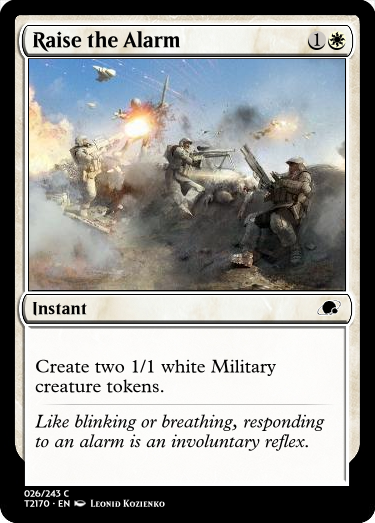 Raise the Alarm 1
Instant
Create two 1/1 white Military
creature tokens.
Like blinking or breathing, responding
to an alarm is an involuntary reflex.
026/243 C
T2170 • EN Leonid Kozienko